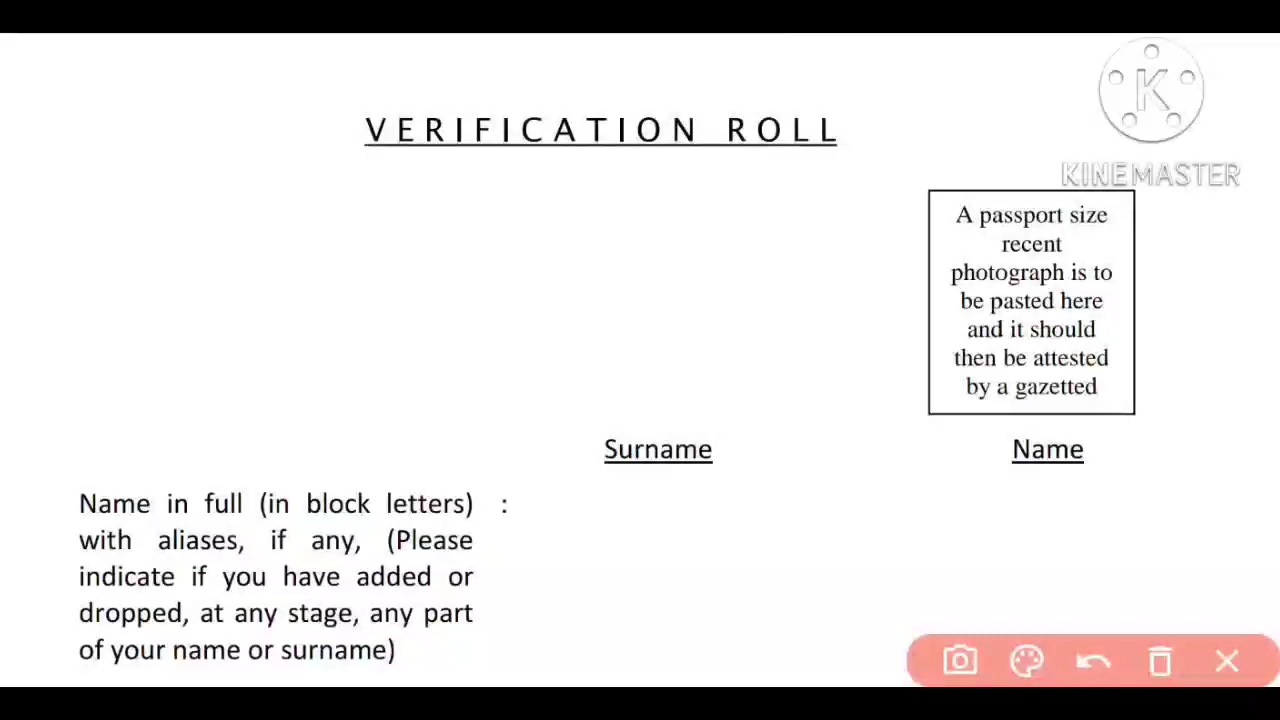 VERIFICATION ROLL
K
KINEMASTER
A passport size
recent
photograph is to
be pasted here
and it should
then be attested
by a gazetted
Surname Name
Name in full (in block letters) :
with aliases, if any, (Please
indicate if you have added or
dropped, at any stage, any part
of your name or surname)